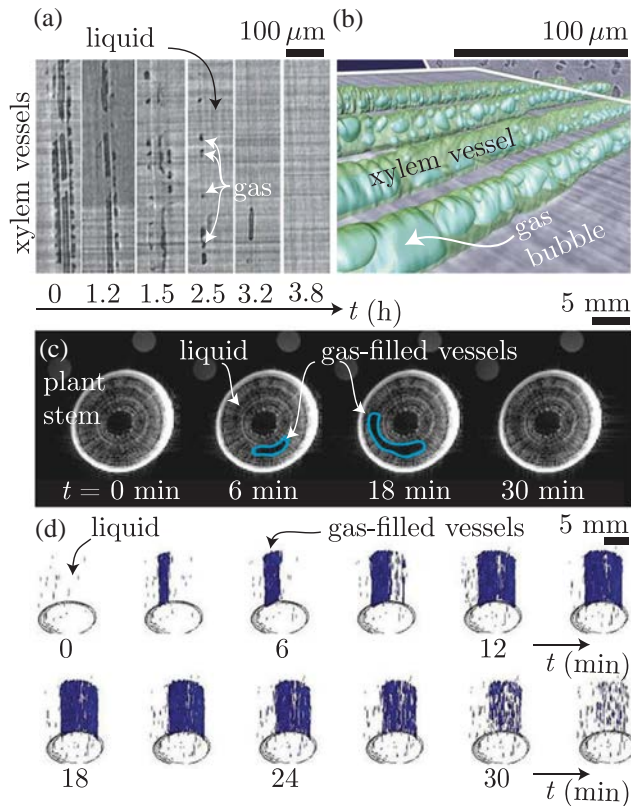 (a)
liquid
100 μm
(b)
100 μm
xylem vessels
gas
xylem vessel
gas
bubble
0 1.2 1.5 2.5 3.2 3.8
t (h)
5 mm
(c)
liquid
gas-filled vessels
plant
stem
t = 0 min 6 min 18 min 30 min
(d)
liquid
gas-filled vessels
5 mm
0 6 12
t (min)
18 24 30
t (min)